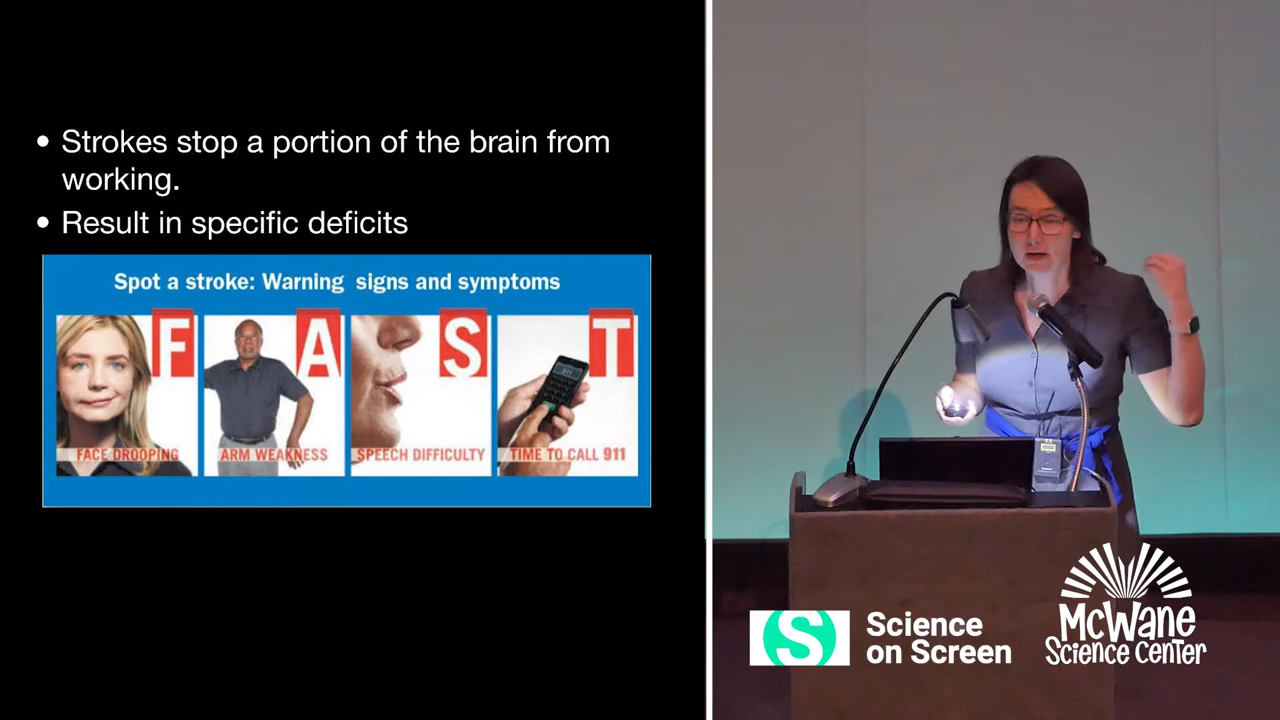 • Strokes stop a portion of the brain from
working.
• Result in specific deficits
Spot a stroke: Warning signs and symptoms
F
A
S
T
FACE DROOPING
ARM WEAKNESS
SPEECH DIFFICULTY
TIME TO CALL 911
S
Science
on Screen
McWane
Science Center